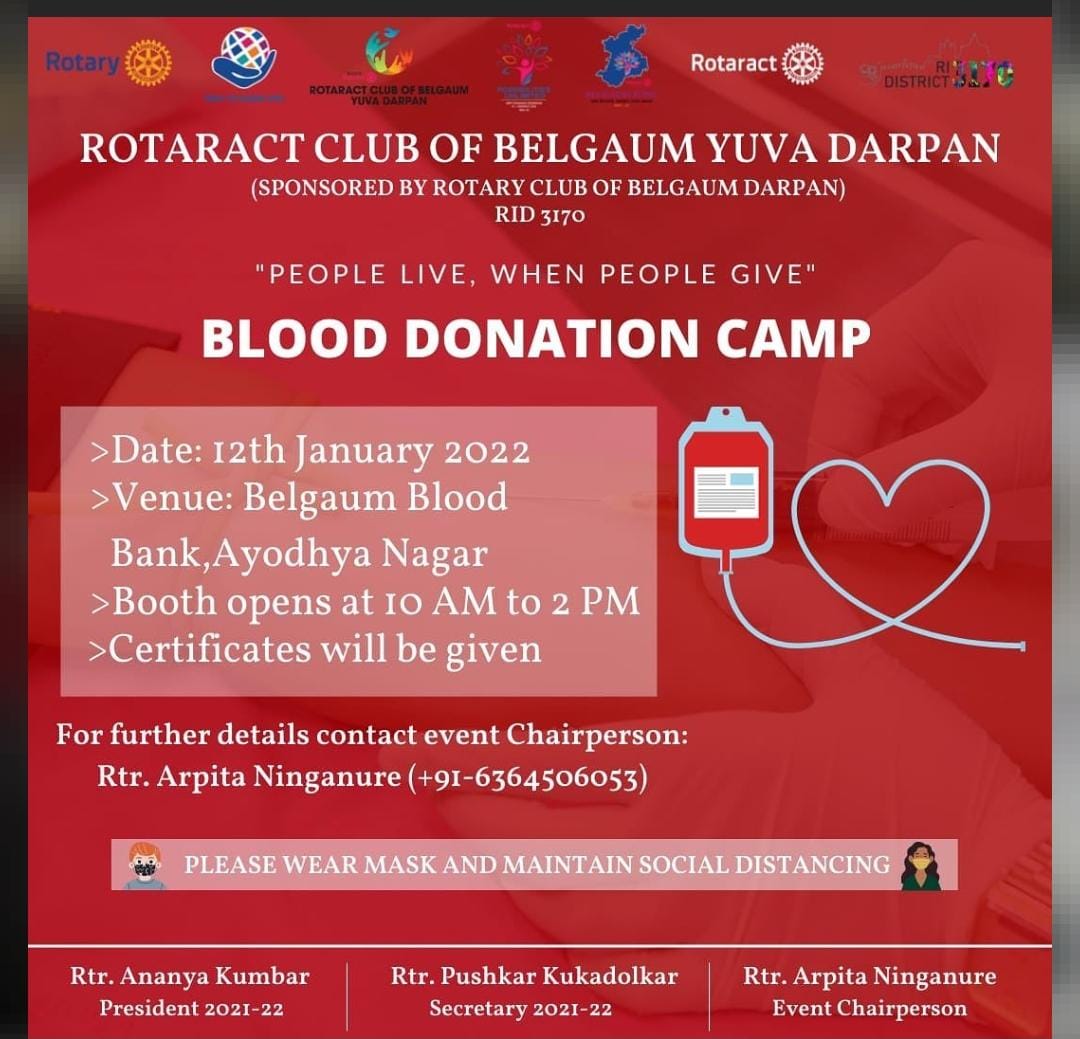 Rotary
ROTARACT CLUB OF BELGAUM
YUVA DARPAN
Rotaract
RI
DISTRICT 3170
ROTARACT CLUB OF BELGAUM YUVA DARPAN
(SPONSORED BY ROTARY CLUB OF BELGAUM DARPAN)
RID 3170
"PEOPLE LIVE, WHEN PEOPLE GIVE"
BLOOD DONATION CAMP
>Date: 12th January 2022
>Venue: Belgaum Blood
Bank,Ayodhya Nagar
>Booth opens at 10 AM to 2 PM
>Certificates will be given
For further details contact event Chairperson:
Rtr. Arpita Ninganure (+91-6364506053)
PLEASE WEAR MASK AND MAINTAIN SOCIAL DISTANCING
Rtr. Ananya Kumbar
President 2021-22
Rtr. Pushkar Kukadolkar
Secretary 2021-22
Rtr. Arpita Ninganure
Event Chairperson